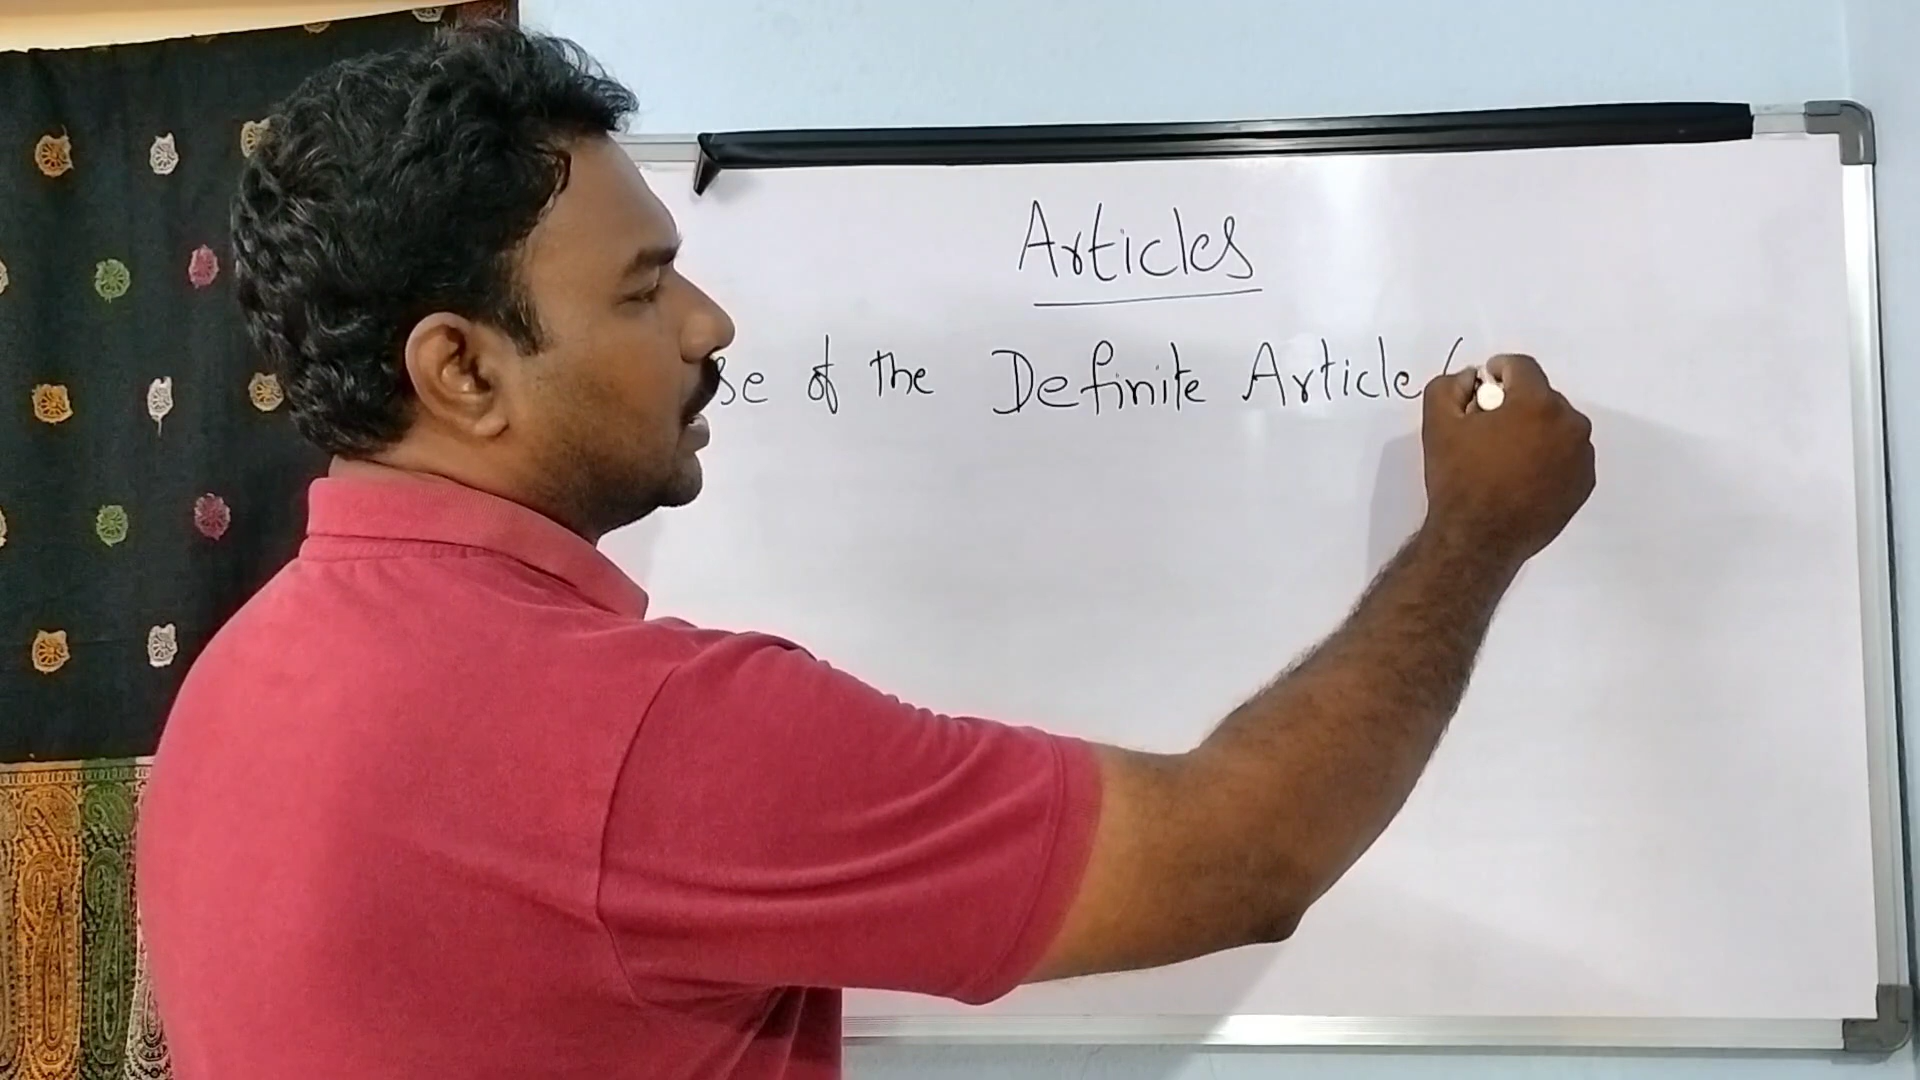 Articles
se of the Definite Article (